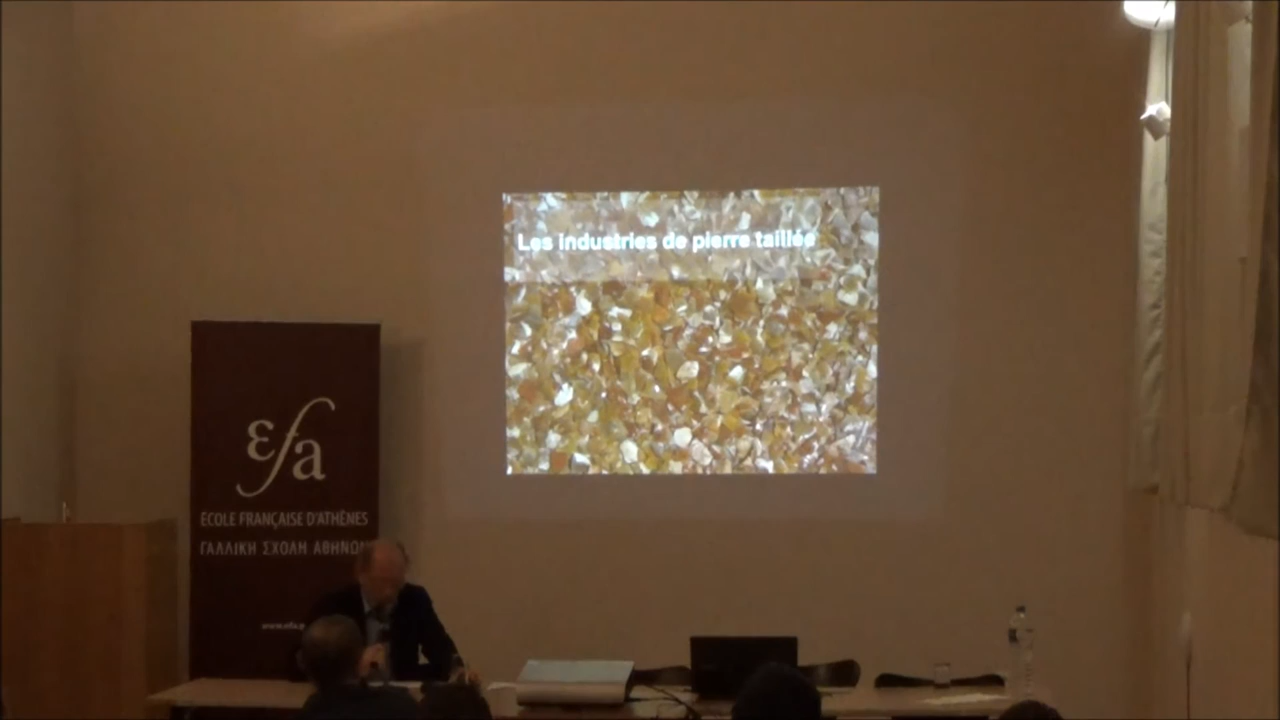 Les industries de pierre taillée
εfa
ECOLE FRANÇAISE D'ATHÈNES
ΓΑΛΛΙΚΗ ΣΧΟΛΗ ΑΘΗΝΩΝ